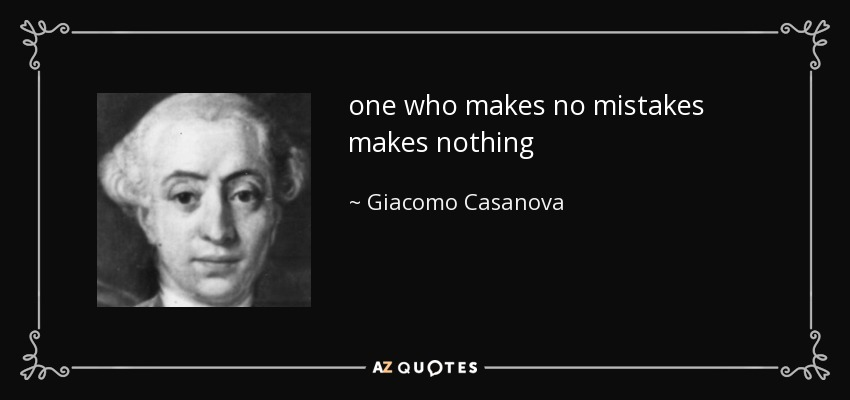 one who makes no mistakes
makes nothing
~ Giacomo Casanova
AZ QUOTES